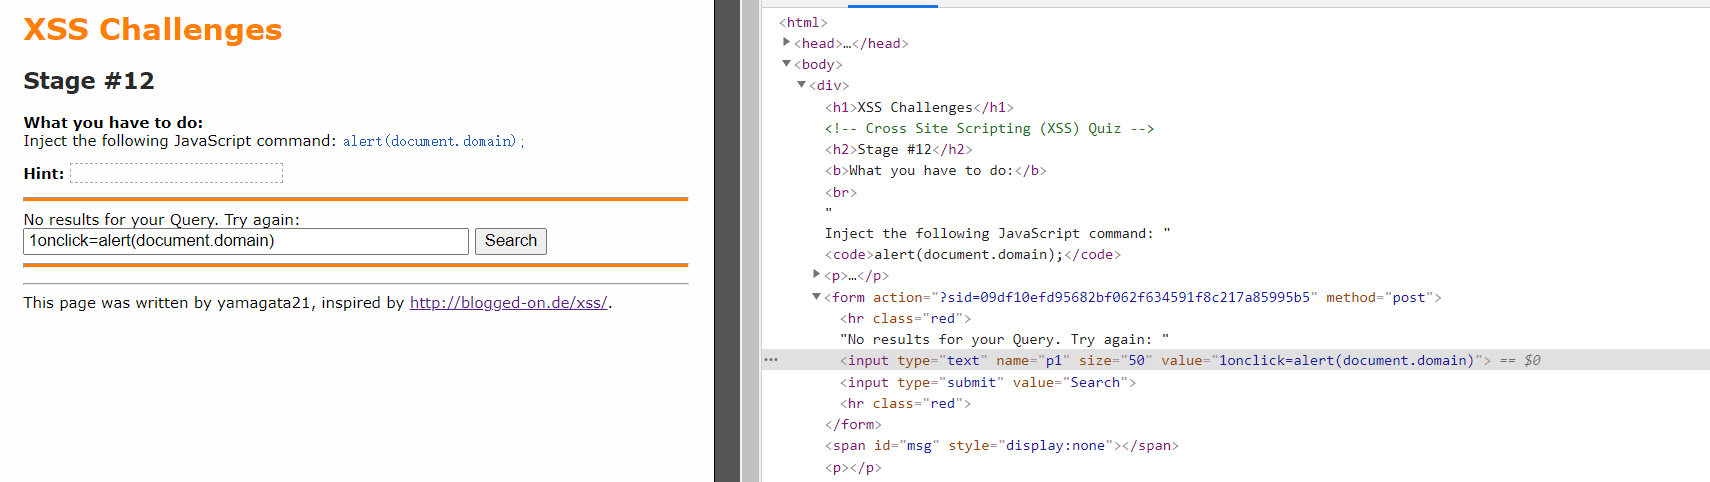 XSS Challenges
Stage #12
What you have to do:
Inject the following JavaScript command: alert(document.domain);
Hint:
No results for your Query. Try again:
1onclick=alert(document.domain) Search
This page was written by yamagata21, inspired by http://blogged-on.de/xss/.
<html>
<head>…</head>
<body>
<div>
<h1>XSS Challenges</h1>
<!-- Cross Site Scripting (XSS) Quiz -->
<h2>Stage #12</h2>
<b>What you have to do:</b>
<br>
"
Inject the following JavaScript command: "
<code>alert(document.domain);</code>
<p>…</p>
<form action="?sid=09df10efd95682bf062f634591f8c217a85995b5" method="post">
<hr class="red">
"No results for your Query. Try again: "
<input type="text" name="p1" size="50" value="1onclick=alert(document.domain)"> == $0
<input type="submit" value="Search">
<hr class="red">
</form>
<span id="msg" style="display:none"></span>
<p></p>